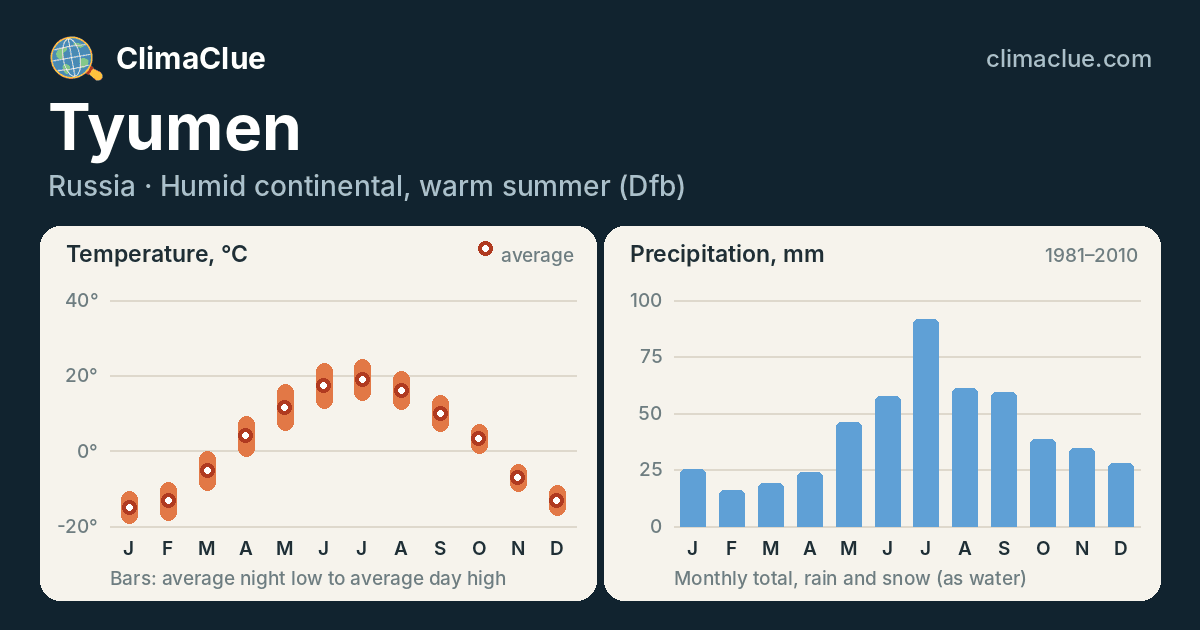 ClimaClue
climaclue.com
Tyumen
Russia · Humid continental, warm summer (Dfb)
Temperature, °C
average
40°
20°
0°
-20°
J F M A M J J A S O N D
Bars: average night low to average day high
Precipitation, mm
1981–2010
100
75
50
25
0
J F M A M J J A S O N D
Monthly total, rain and snow (as water)